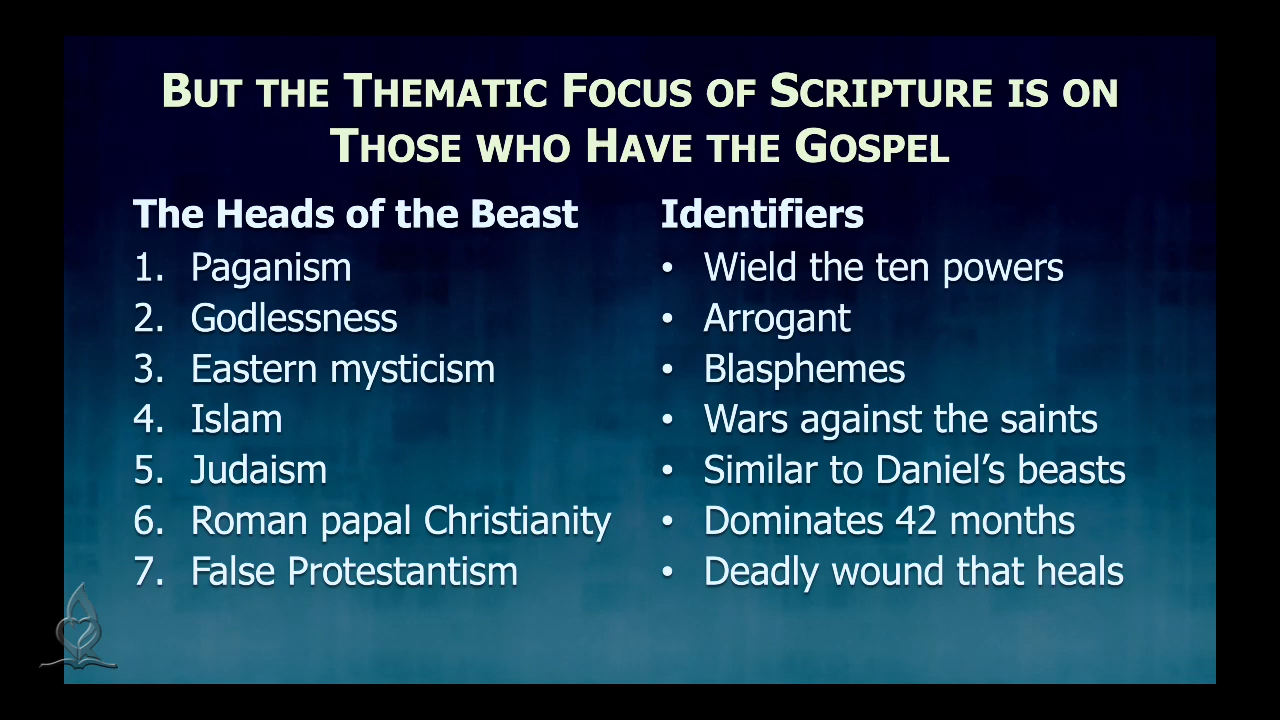 BUT THE THEMATIC FOCUS OF SCRIPTURE IS ON
THOSE WHO HAVE THE GOSPEL
The Heads of the Beast
1. Paganism
2. Godlessness
3. Eastern mysticism
4. Islam
5. Judaism
6. Roman papal Christianity
7. False Protestantism
Identifiers
• Wield the ten powers
• Arrogant
• Blasphemes
• Wars against the saints
• Similar to Daniel’s beasts
• Dominates 42 months
• Deadly wound that heals